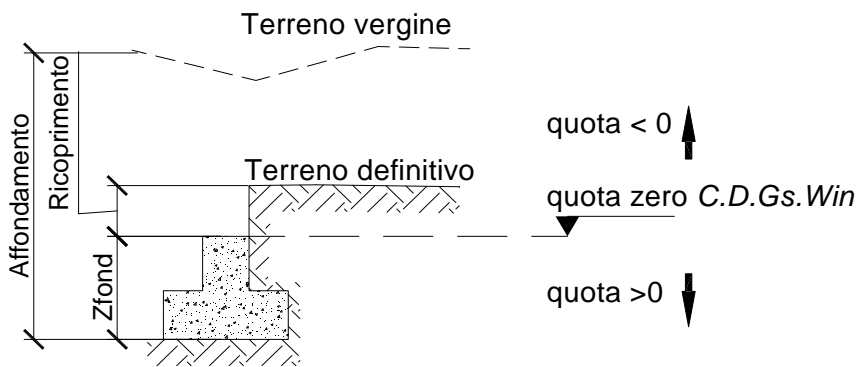 Terreno vergine
Affondamento
Ricoprimento
quota < 0
Terreno definitivo
quota zero C.D.Gs.Win
Zfond
quota >0